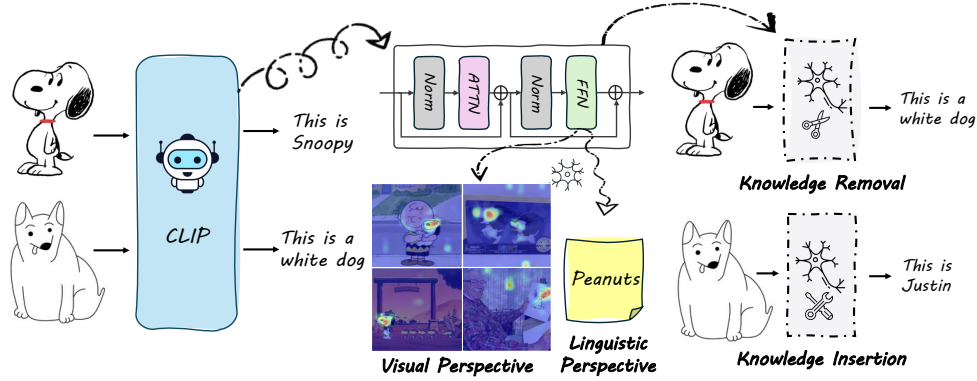 CLIP
This is
Snoopy
This is a
white dog
Norm
ATTN
Norm
FFN
Visual Perspective
Peanuts
Linguistic
Perspective
This is a
white dog
Knowledge Removal
This is
Justin
Knowledge Insertion